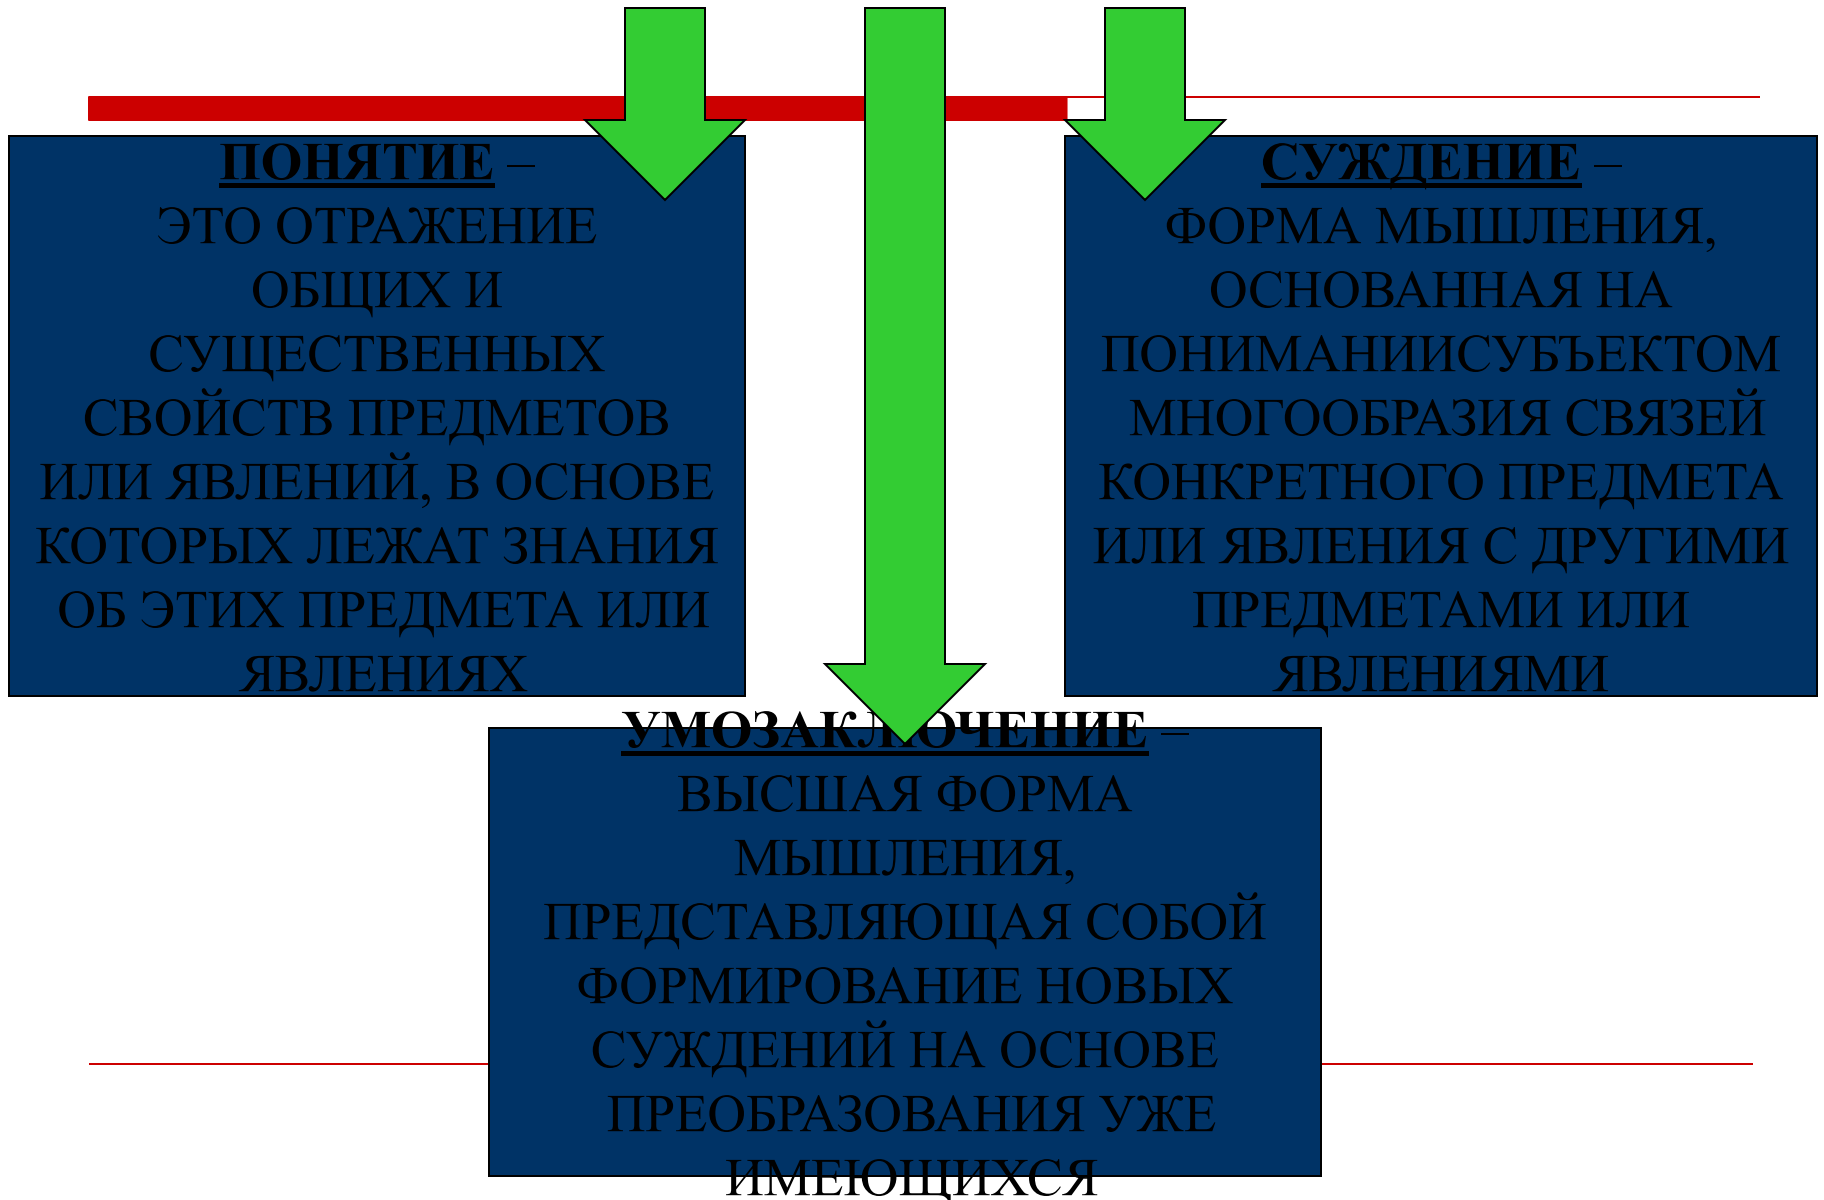 ПОНЯТИЕ –
ЭТО ОТРАЖЕНИЕ
ОБЩИХ И
СУЩЕСТВЕННЫХ
СВОЙСТВ ПРЕДМЕТОВ
ИЛИ ЯВЛЕНИЙ, В ОСНОВЕ
КОТОРЫХ ЛЕЖАТ ЗНАНИЯ
ОБ ЭТИХ ПРЕДМЕТА ИЛИ
ЯВЛЕНИЯХ
СУЖДЕНИЕ –
ФОРМА МЫШЛЕНИЯ,
ОСНОВАННАЯ НА
ПОНИМАНИИСУБЪЕКТОМ
МНОГООБРАЗИЯ СВЯЗЕЙ
КОНКРЕТНОГО ПРЕДМЕТА
ИЛИ ЯВЛЕНИЯ С ДРУГИМИ
ПРЕДМЕТАМИ ИЛИ
ЯВЛЕНИЯМИ
УМОЗАКЛЮЧЕНИЕ –
ВЫСШАЯ ФОРМА
МЫШЛЕНИЯ,
ПРЕДСТАВЛЯЮЩАЯ СОБОЙ
ФОРМИРОВАНИЕ НОВЫХ
СУЖДЕНИЙ НА ОСНОВЕ
ПРЕОБРАЗОВАНИЯ УЖЕ
ИМЕЮЩИХСЯ